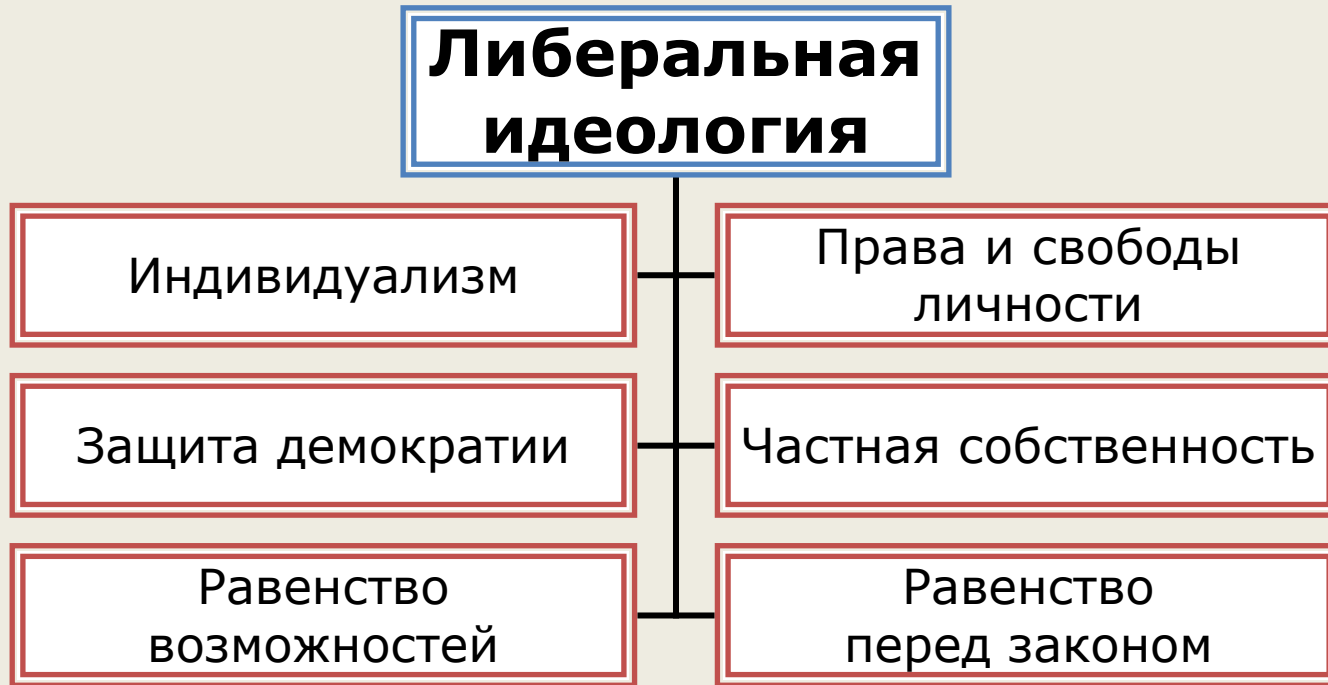 Либеральная
идеология
Индивидуализм
Права и свободы
личности
Защита демократии
Частная собственность
Равенство
возможностей
Равенство
перед законом